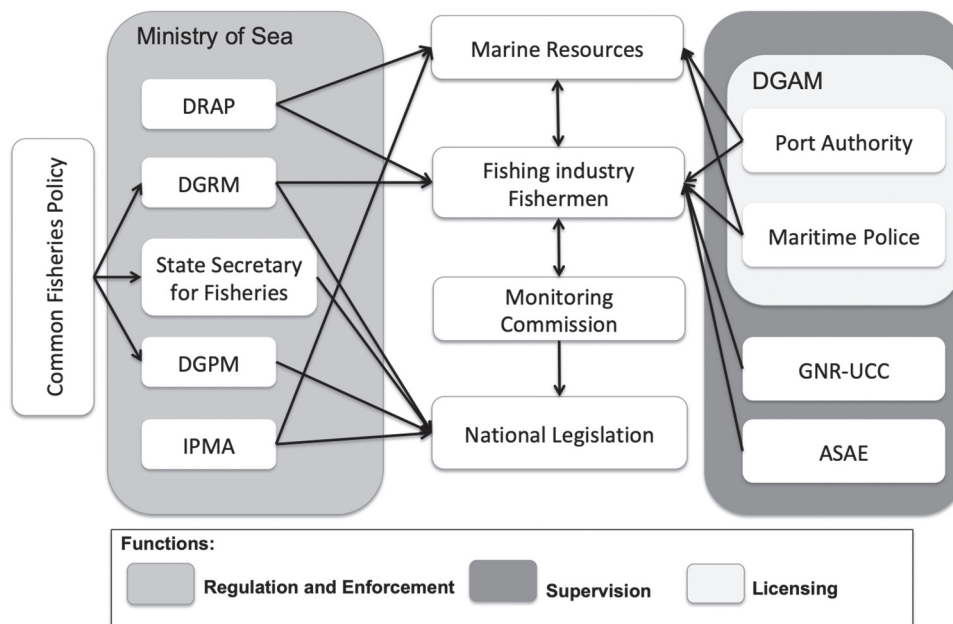 Common Fisheries Policy
Ministry of Sea
DRAP
DGRM
State Secretary
for Fisheries
DGPM
IPMA
Marine Resources
Fishing industry
Fishermen
Monitoring
Commission
National Legislation
DGAM
Port Authority
Maritime Police
GNR-UCC
ASAE
Functions:
Regulation and Enforcement
Supervision
Licensing